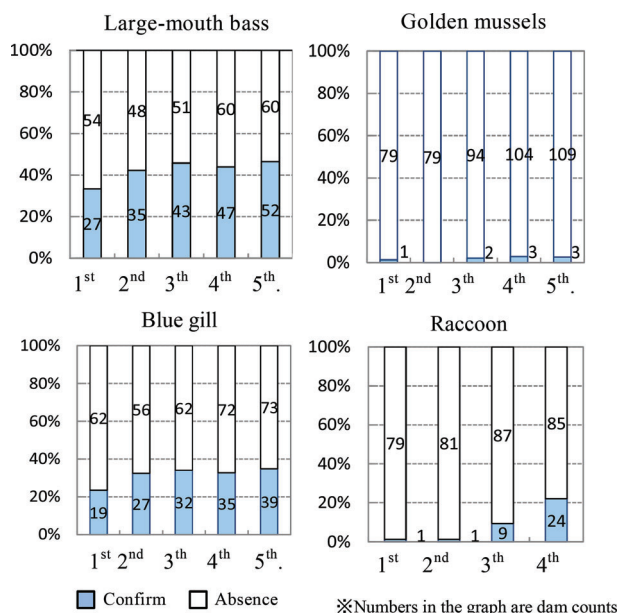 Large-mouth bass
100%
80%
60%
40%
20%
0%
54 48 51 60 60
27 35 43 47 52
1st 2nd 3th 4th 5th.
Golden mussels
100%
80%
60%
40%
20%
0%
79 79 94 104 109
1 2 3 3
1st 2nd 3th 4th 5th.
Blue gill
100%
80%
60%
40%
20%
0%
62 56 62 72 73
19 27 32 35 39
1st 2nd 3th 4th 5th.
Raccoon
100%
80%
60%
40%
20%
0%
79 81 87 85
1 1 9 24
1st 2nd 3th 4th
Confirm Absence
※Numbers in the graph are dam counts